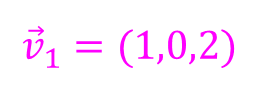 v⃗₁ = (1,0,2)